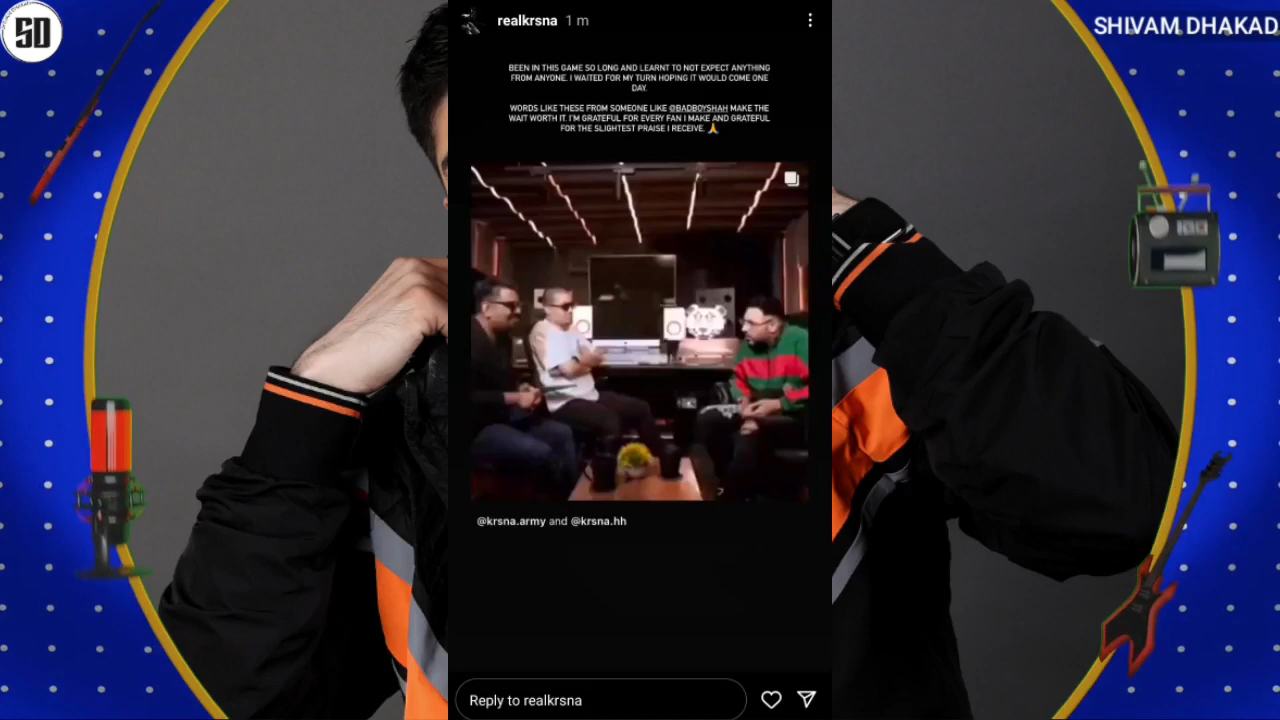 SD
SHIVAM DHAKAD
realkrsna 1 m
BEEN IN THIS GAME SO LONG AND LEARNT TO NOT EXPECT ANYTHING
FROM ANYONE. I WAITED FOR MY TURN HOPING IT WOULD COME ONE
DAY.
WORDS LIKE THESE FROM SOMEONE LIKE @BADBOYSHAH MAKE THE
WAIT WORTH IT. I'M GRATEFUL FOR EVERY FAN I MAKE AND GRATEFUL
FOR THE SLIGHTEST PRAISE I RECEIVE. 🙏
@krsna.army and @krsna.hh
Reply to realkrsna